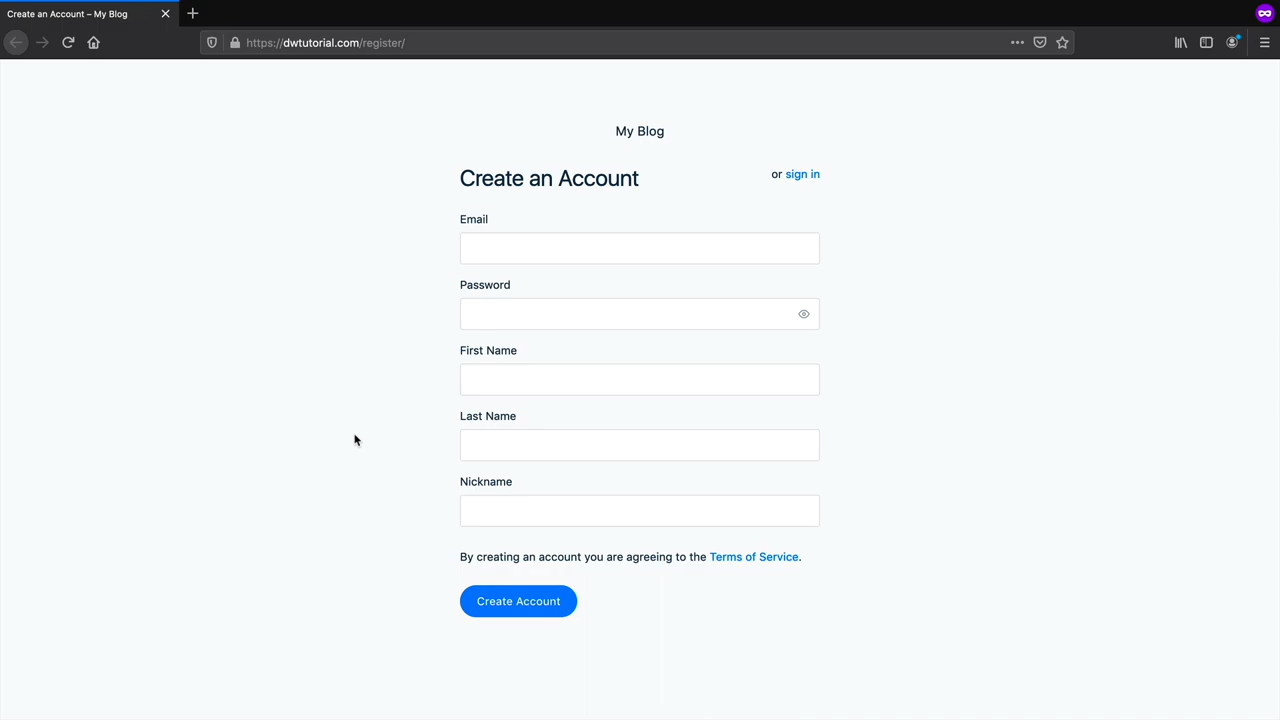 Create an Account – My Blog
https://dwtutorial.com/register/
My Blog
Create an Account
or sign in
Email
Password
First Name
Last Name
Nickname
By creating an account you are agreeing to the Terms of Service.
Create Account